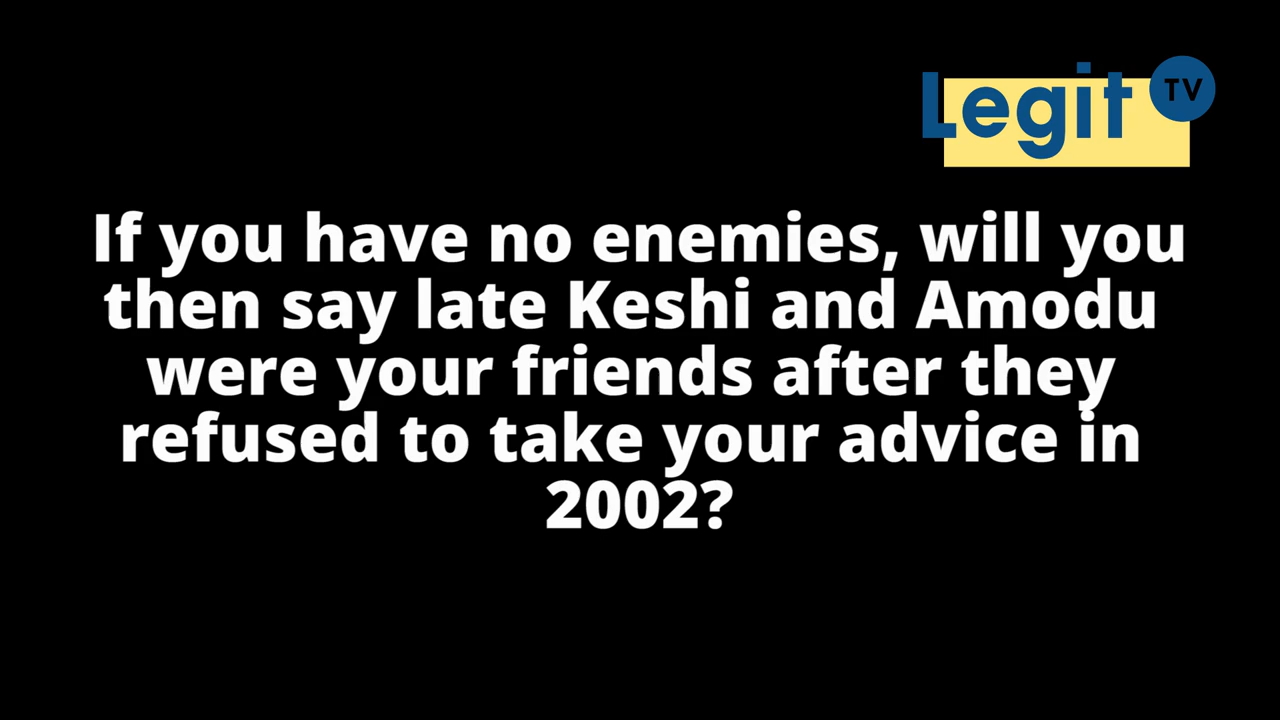 Legit TV
If you have no enemies, will you
then say late Keshi and Amodu
were your friends after they
refused to take your advice in
2002?